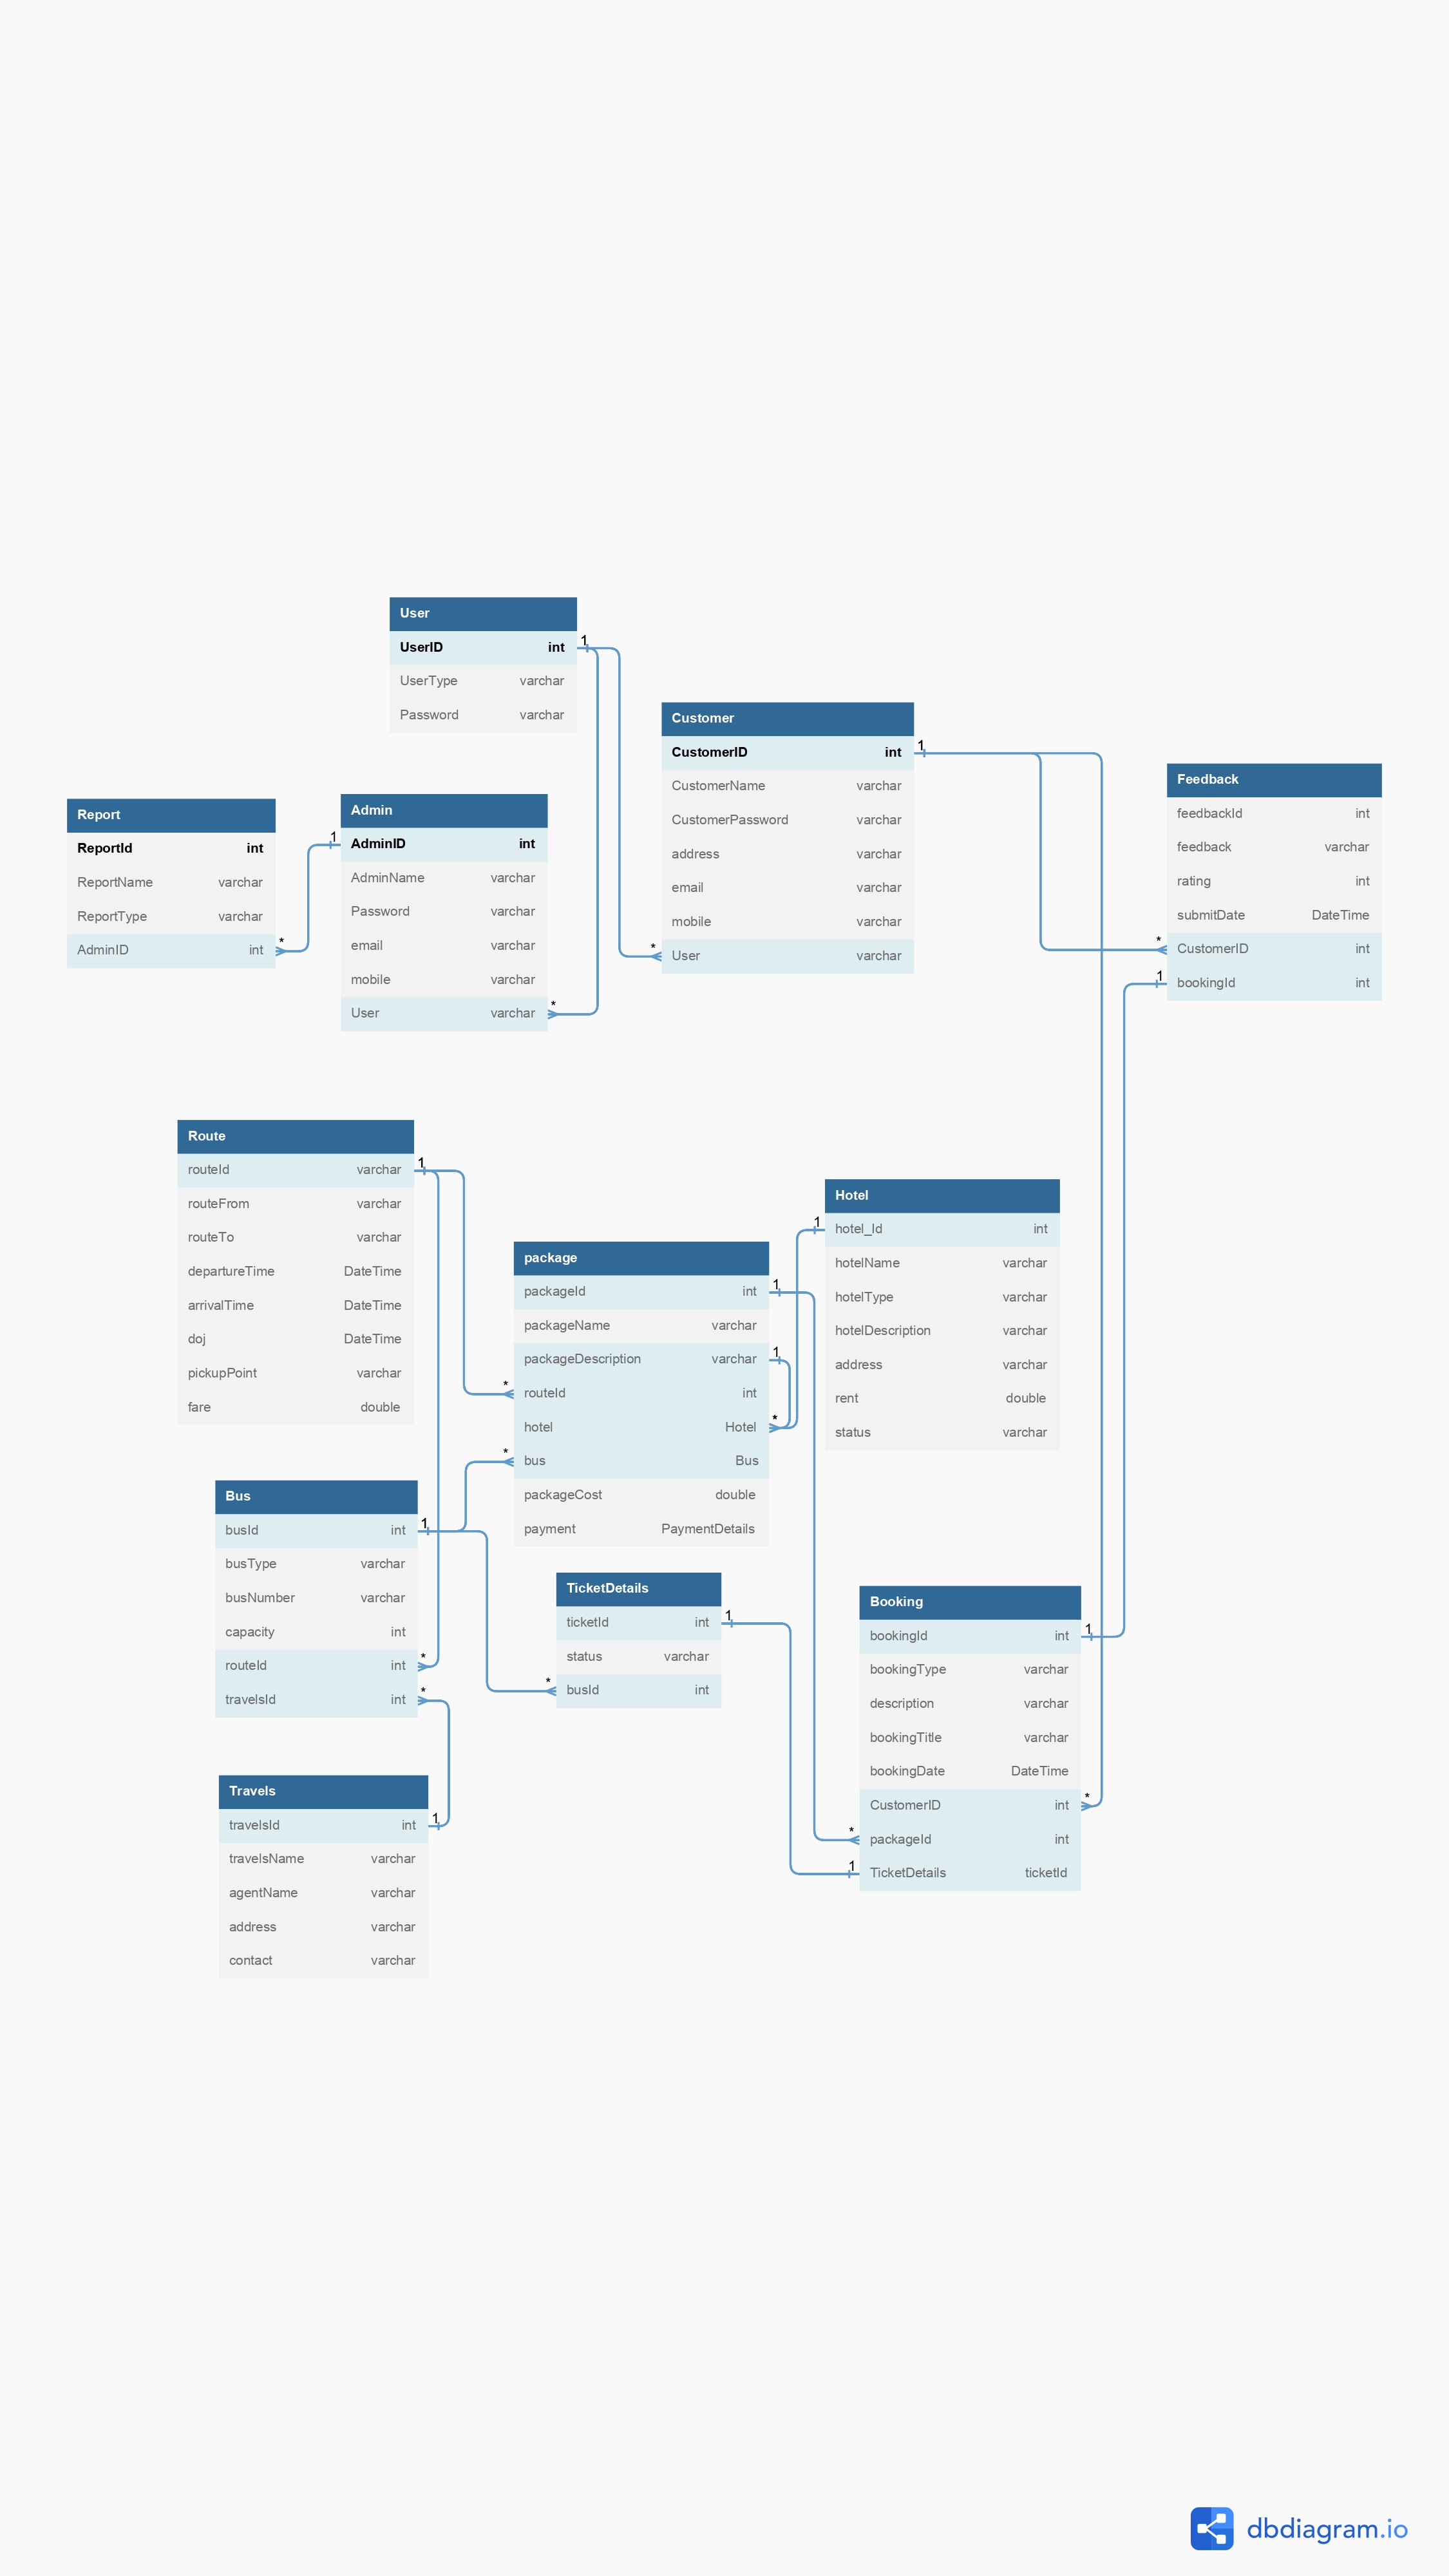 User
UserID int
UserType varchar
Password varchar
Customer
CustomerID int
CustomerName varchar
CustomerPassword varchar
address varchar
email varchar
mobile varchar
User varchar
Feedback
feedbackId int
feedback varchar
rating int
submitDate DateTime
CustomerID int
bookingId int
Report
ReportId int
ReportName varchar
ReportType varchar
AdminID int
Admin
AdminID int
AdminName varchar
Password varchar
email varchar
mobile varchar
User varchar
Route
routeId varchar
routeFrom varchar
routeTo varchar
departureTime DateTime
arrivalTime DateTime
doj DateTime
pickupPoint varchar
fare double
Hotel
hotel_Id int
hotelName varchar
hotelType varchar
hotelDescription varchar
address varchar
rent double
status varchar
package
packageId int
packageName varchar
packageDescription varchar
routeId int
hotel Hotel
bus Bus
packageCost double
payment PaymentDetails
Bus
busId int
busType varchar
busNumber varchar
capacity int
routeId int
travelsId int
TicketDetails
ticketId int
status varchar
busId int
Booking
bookingId int
bookingType varchar
description varchar
bookingTitle varchar
bookingDate DateTime
CustomerID int
packageId int
TicketDetails ticketId
Travels
travelsId int
travelsName varchar
agentName varchar
address varchar
contact varchar
1
1
1
*
*
*
*
1
1
1
1
1
*
*
*
1
1
*
*
*
1
1
*
*
1
1
dbdiagram.io